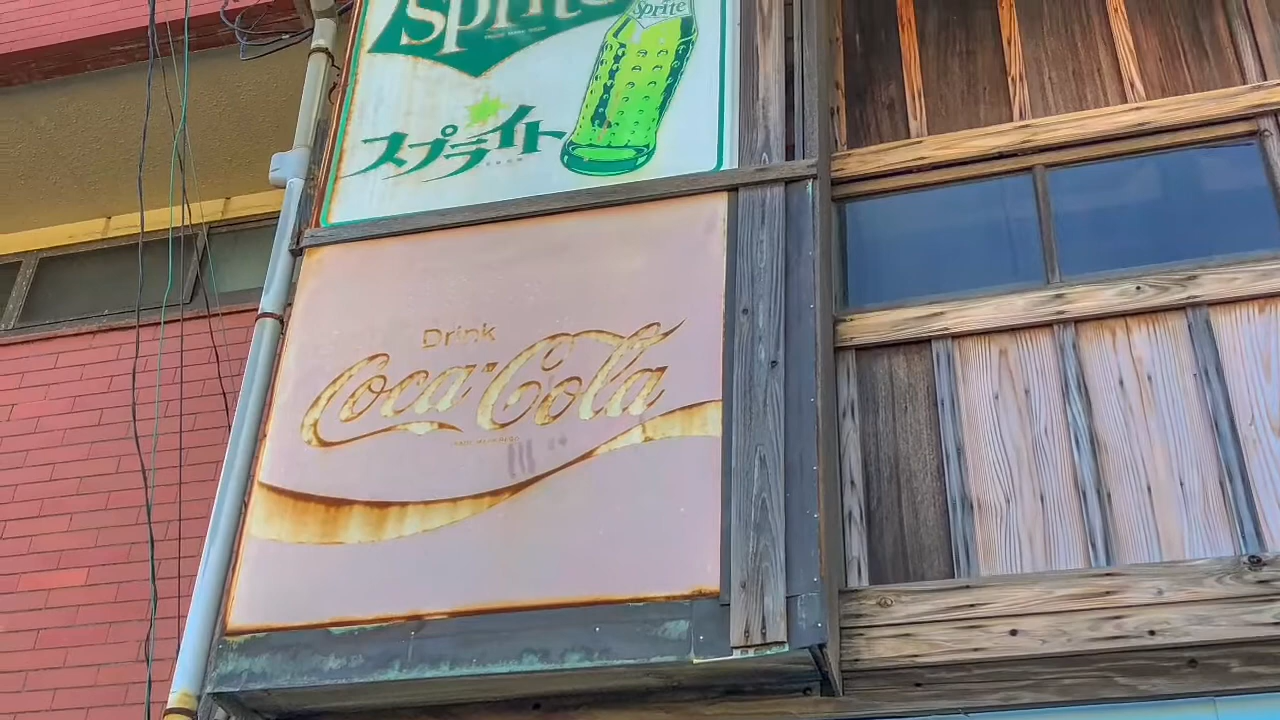 Sprite
Sprite
スプライト
Drink
Coca-Cola